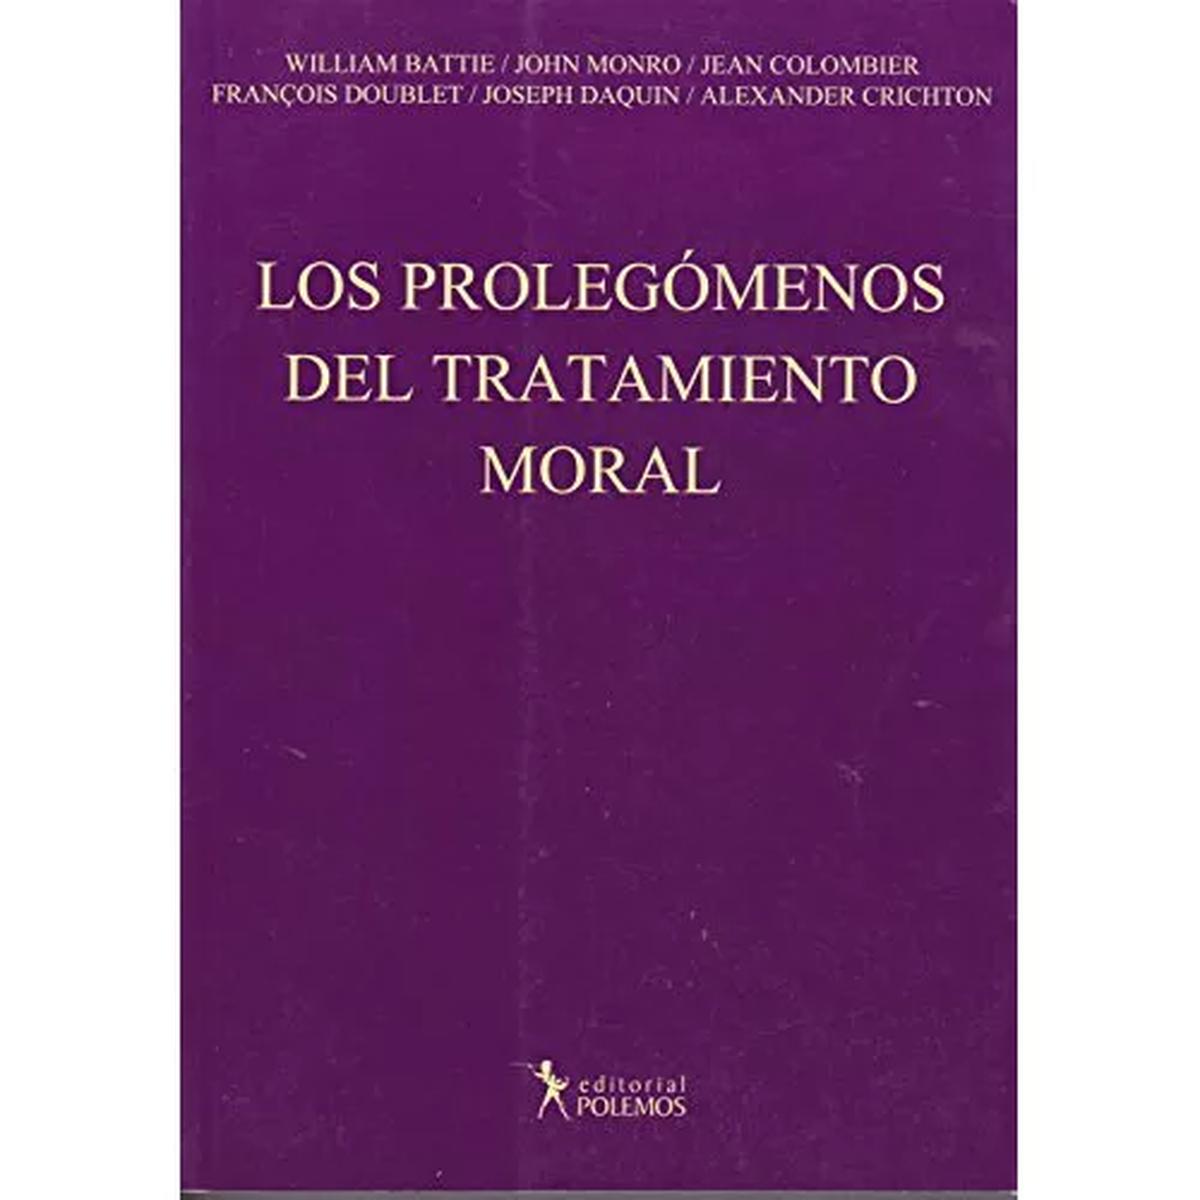 WILLIAM BATTIE / JOHN MONRO / JEAN COLOMBIER
FRANÇOIS DOUBLET / JOSEPH DAQUIN / ALEXANDER CRICHTON
LOS PROLEGÓMENOS
DEL TRATAMIENTO
MORAL
editorial
POLEMOS